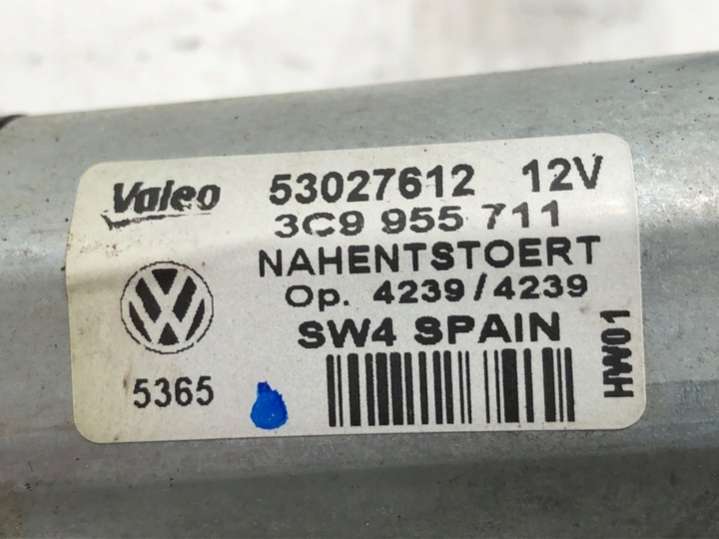 Valeo 53027612 12V
3C9 955 711
NAHENTSTOERT
Op. 4239/4239
SW4 SPAIN
5365
HW01